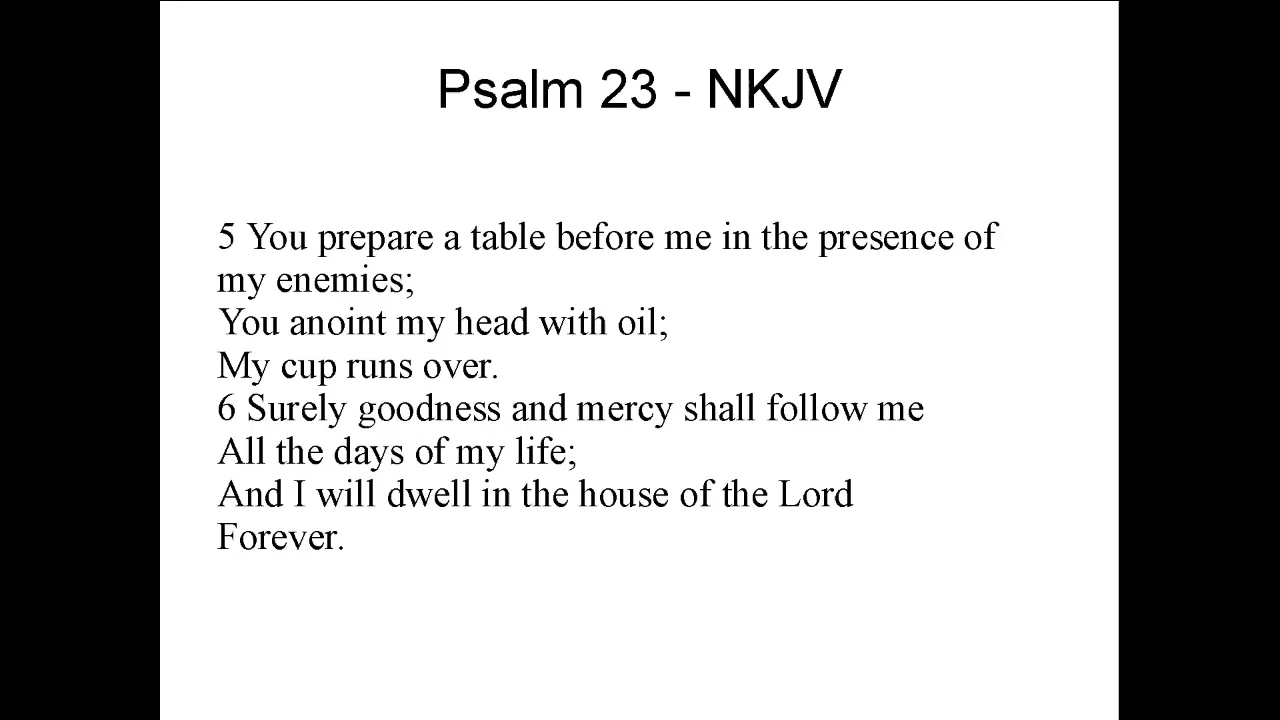 Psalm 23 - NKJV
5 You prepare a table before me in the presence of
my enemies;
You anoint my head with oil;
My cup runs over.
6 Surely goodness and mercy shall follow me
All the days of my life;
And I will dwell in the house of the Lord
Forever.